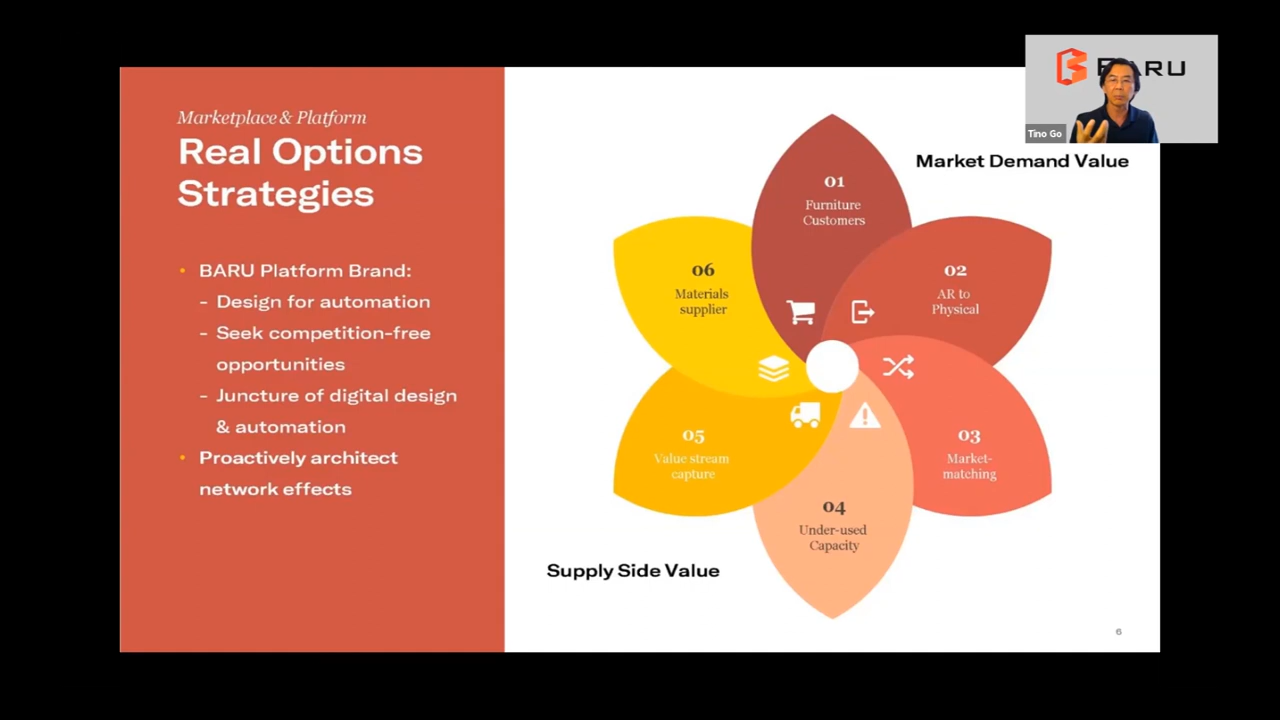 Marketplace & Platform
Real Options
Strategies
• BARU Platform Brand:
- Design for automation
- Seek competition-free
opportunities
- Juncture of digital design
& automation
• Proactively architect
network effects
Market Demand Value
01
Furniture
Customers
02
AR to
Physical
03
Market-
matching
04
Under-used
Capacity
05
Value stream
capture
06
Materials
supplier
Supply Side Value
6
BARU
Tino Go